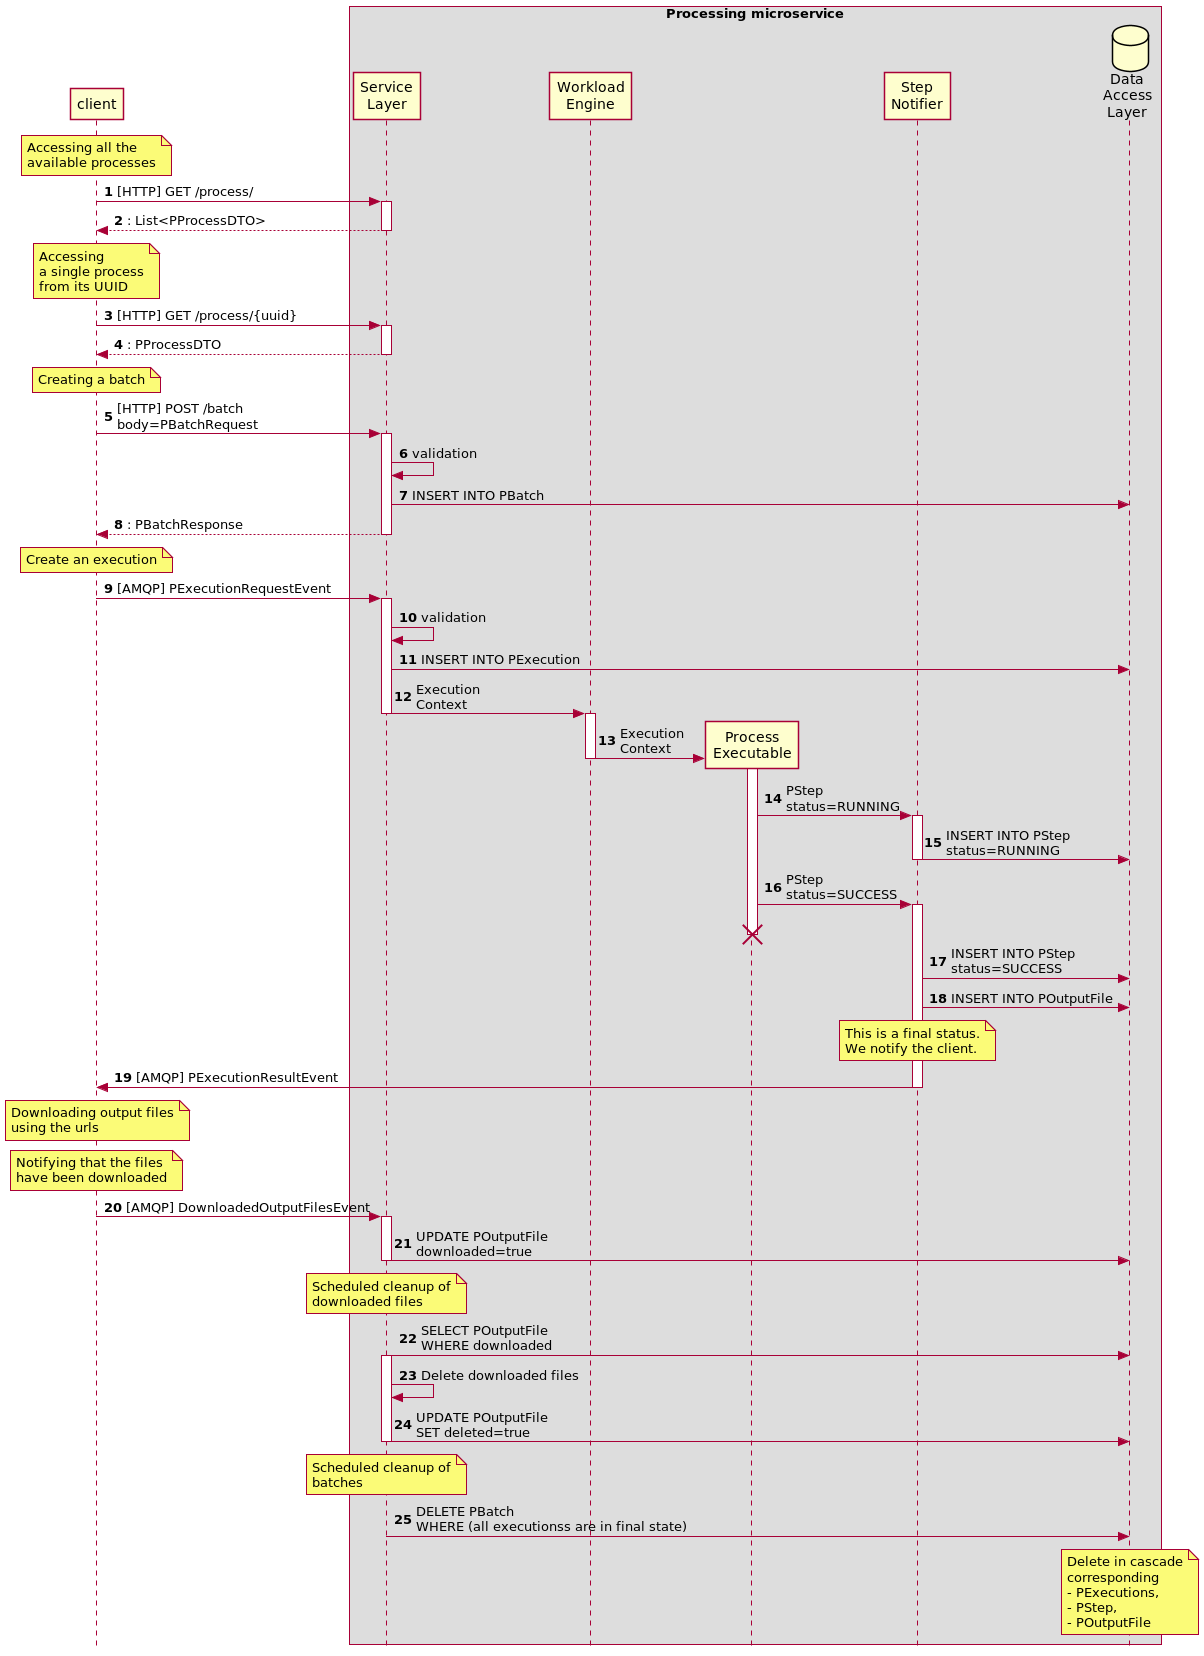 Processing microservice
client
Service
Layer
Workload
Engine
Step
Notifier
Data
Access
Layer
Accessing all the
available processes
1 [HTTP] GET /process/
2 : List<PProcessDTO>
Accessing
a single process
from its UUID
3 [HTTP] GET /process/{uuid}
4 : PProcessDTO
Creating a batch
5 [HTTP] POST /batch
body=PBatchRequest
6 validation
7 INSERT INTO PBatch
8 : PBatchResponse
Create an execution
9 [AMQP] PExecutionRequestEvent
10 validation
11 INSERT INTO PExecution
12 Execution
Context
13 Execution
Context
Process
Executable
14 PStep
status=RUNNING
15 INSERT INTO PStep
status=RUNNING
16 PStep
status=SUCCESS
17 INSERT INTO PStep
status=SUCCESS
18 INSERT INTO POutputFile
This is a final status.
We notify the client.
19 [AMQP] PExecutionResultEvent
Downloading output files
using the urls
Notifying that the files
have been downloaded
20 [AMQP] DownloadedOutputFilesEvent
21 UPDATE POutputFile
downloaded=true
Scheduled cleanup of
downloaded files
22 SELECT POutputFile
WHERE downloaded
23 Delete downloaded files
24 UPDATE POutputFile
SET deleted=true
Scheduled cleanup of
batches
25 DELETE PBatch
WHERE (all executionss are in final state)
Delete in cascade
corresponding
- PExecutions,
- PStep,
- POutputFile